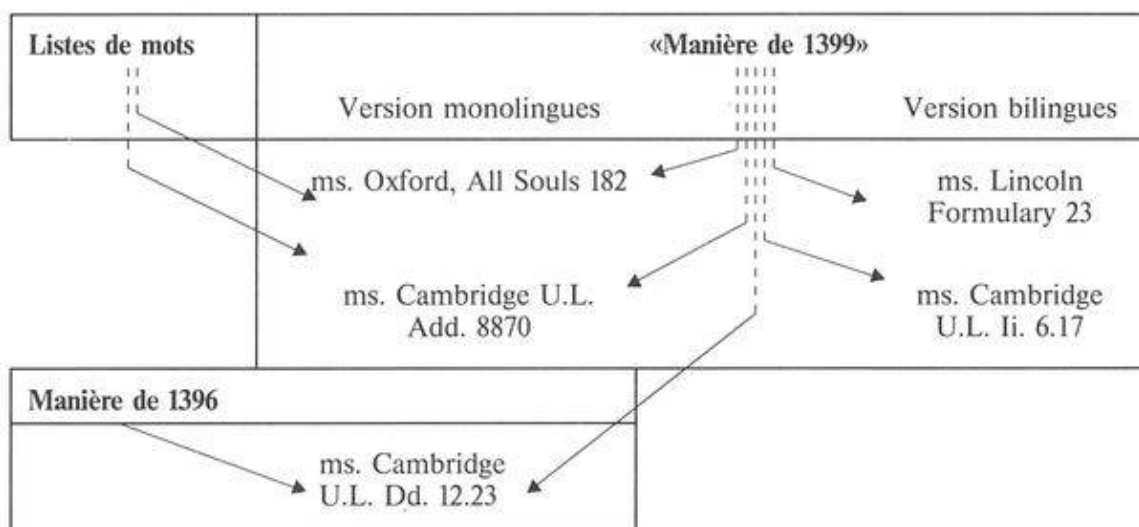 Listes de mots
«Manière de 1399»
Version monolingues
Version bilingues
ms. Oxford, All Souls 182
ms. Lincoln
Formulary 23
ms. Cambridge U.L.
Add. 8870
ms. Cambridge
U.L. Ii. 6.17
Manière de 1396
ms. Cambridge
U.L. Dd. 12.23